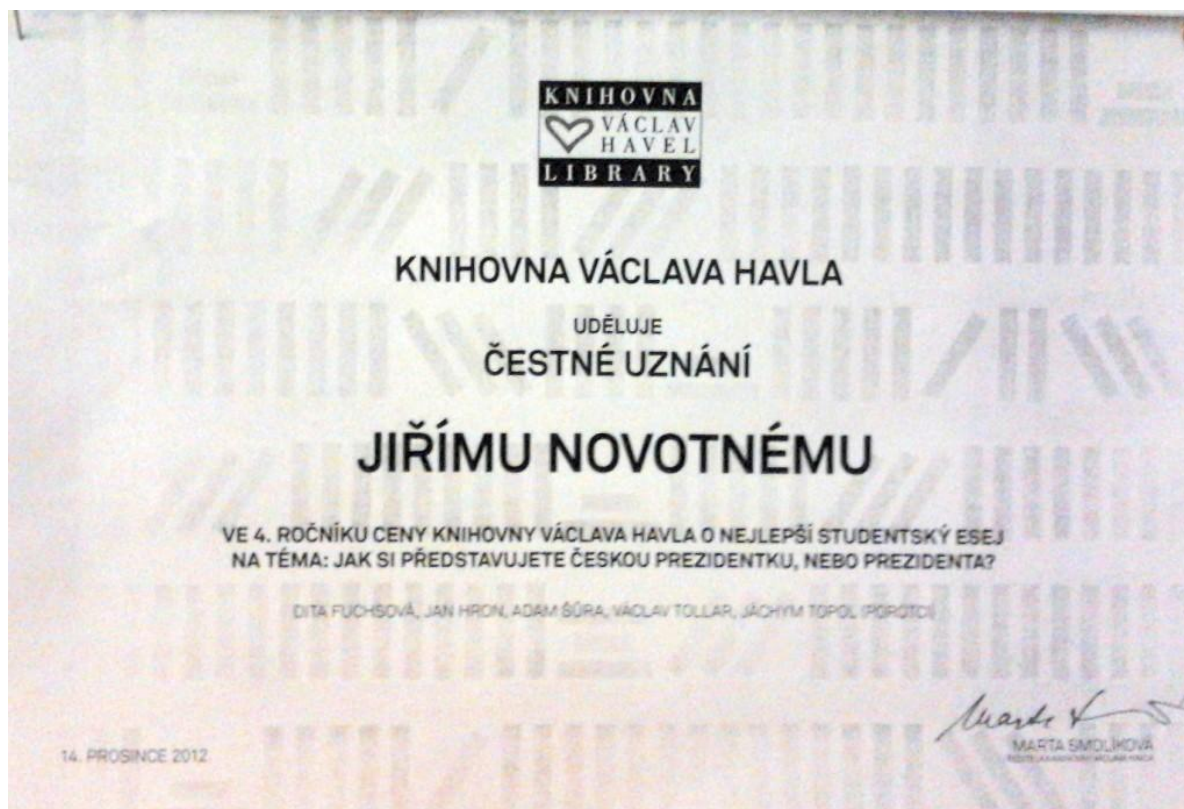 KNIHOVNA
VÁCLAV
HAVEL
LIBRARY
KNIHOVNA VÁCLAVA HAVLA
UDĚLUJE
ČESTNÉ UZNÁNÍ
JIŘÍMU NOVOTNÉMU
VE 4. ROČNÍKU CENY KNIHOVNY VÁCLAVA HAVLA O NEJLEPŠÍ STUDENTSKÝ ESEJ
NA TÉMA: JAK SI PŘEDSTAVUJETE ČESKOU PREZIDENTKU, NEBO PREZIDENTA?
DITA FUCHSOVÁ, JAN HRON, ADAM ŠŮRA, VÁCLAV TOLLAR, JÁCHYM TOPOL (POROTCI)
14. PROSINCE 2012
MARTA SMOLÍKOVÁ